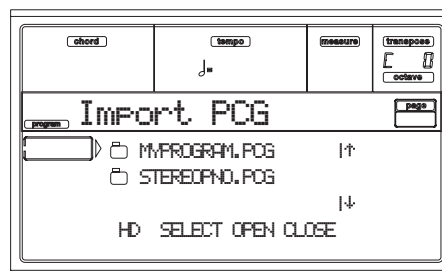 chord tempo measure transpose
C 0
octave
program Import PCG page
MYPROGRAM.PCG
STEREOPNO.PCG
HD SELECT OPEN CLOSE